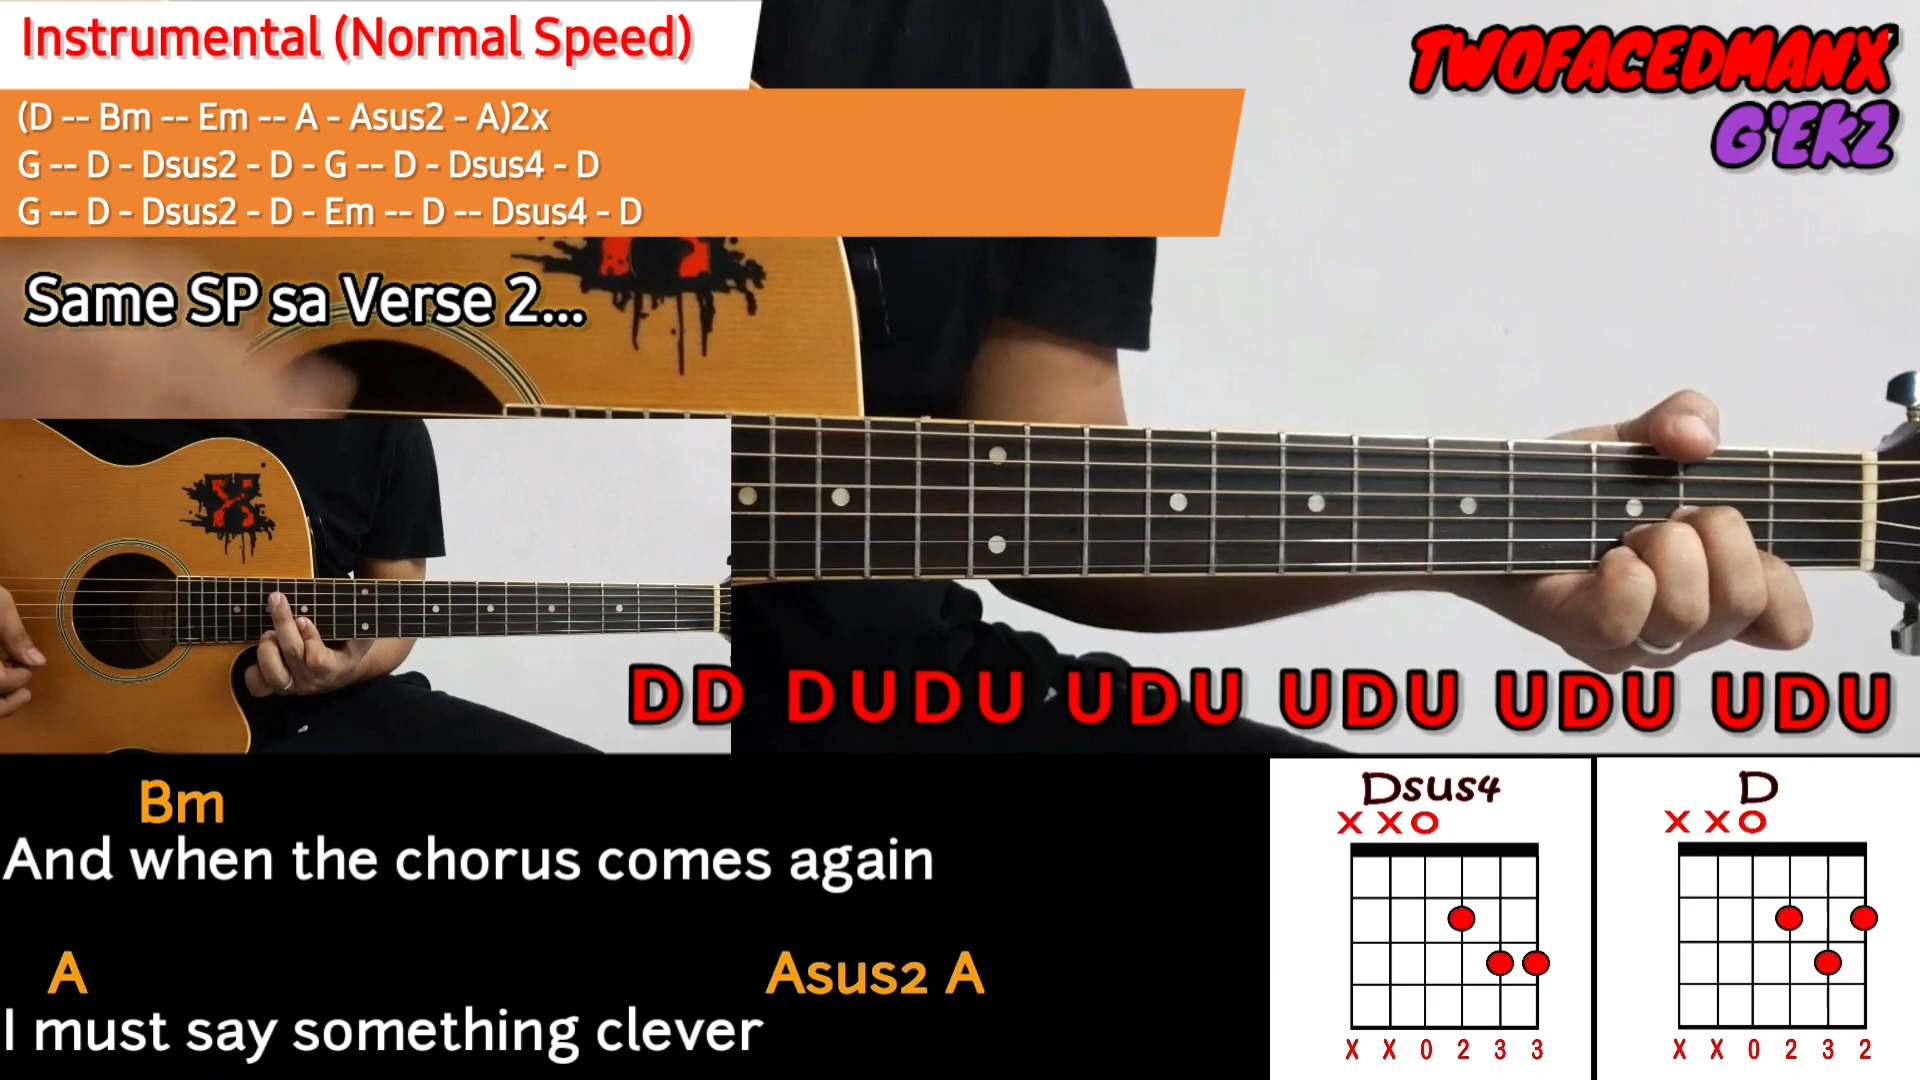 Instrumental (Normal Speed)
TWOFACEDMANX
G'EKZ
(D -- Bm -- Em -- A - Asus2 - A)2x
G -- D - Dsus2 - D - G -- D - Dsus4 - D
G -- D - Dsus2 - D - Em -- D -- Dsus4 - D
Same SP sa Verse 2...
X
DD DUDU UDU UDU UDU UDU
Bm
And when the chorus comes again
A Asus2 A
I must say something clever
Dsus4
X X O
X X 0 2 3 3
D
X X O
X X 0 2 3 2